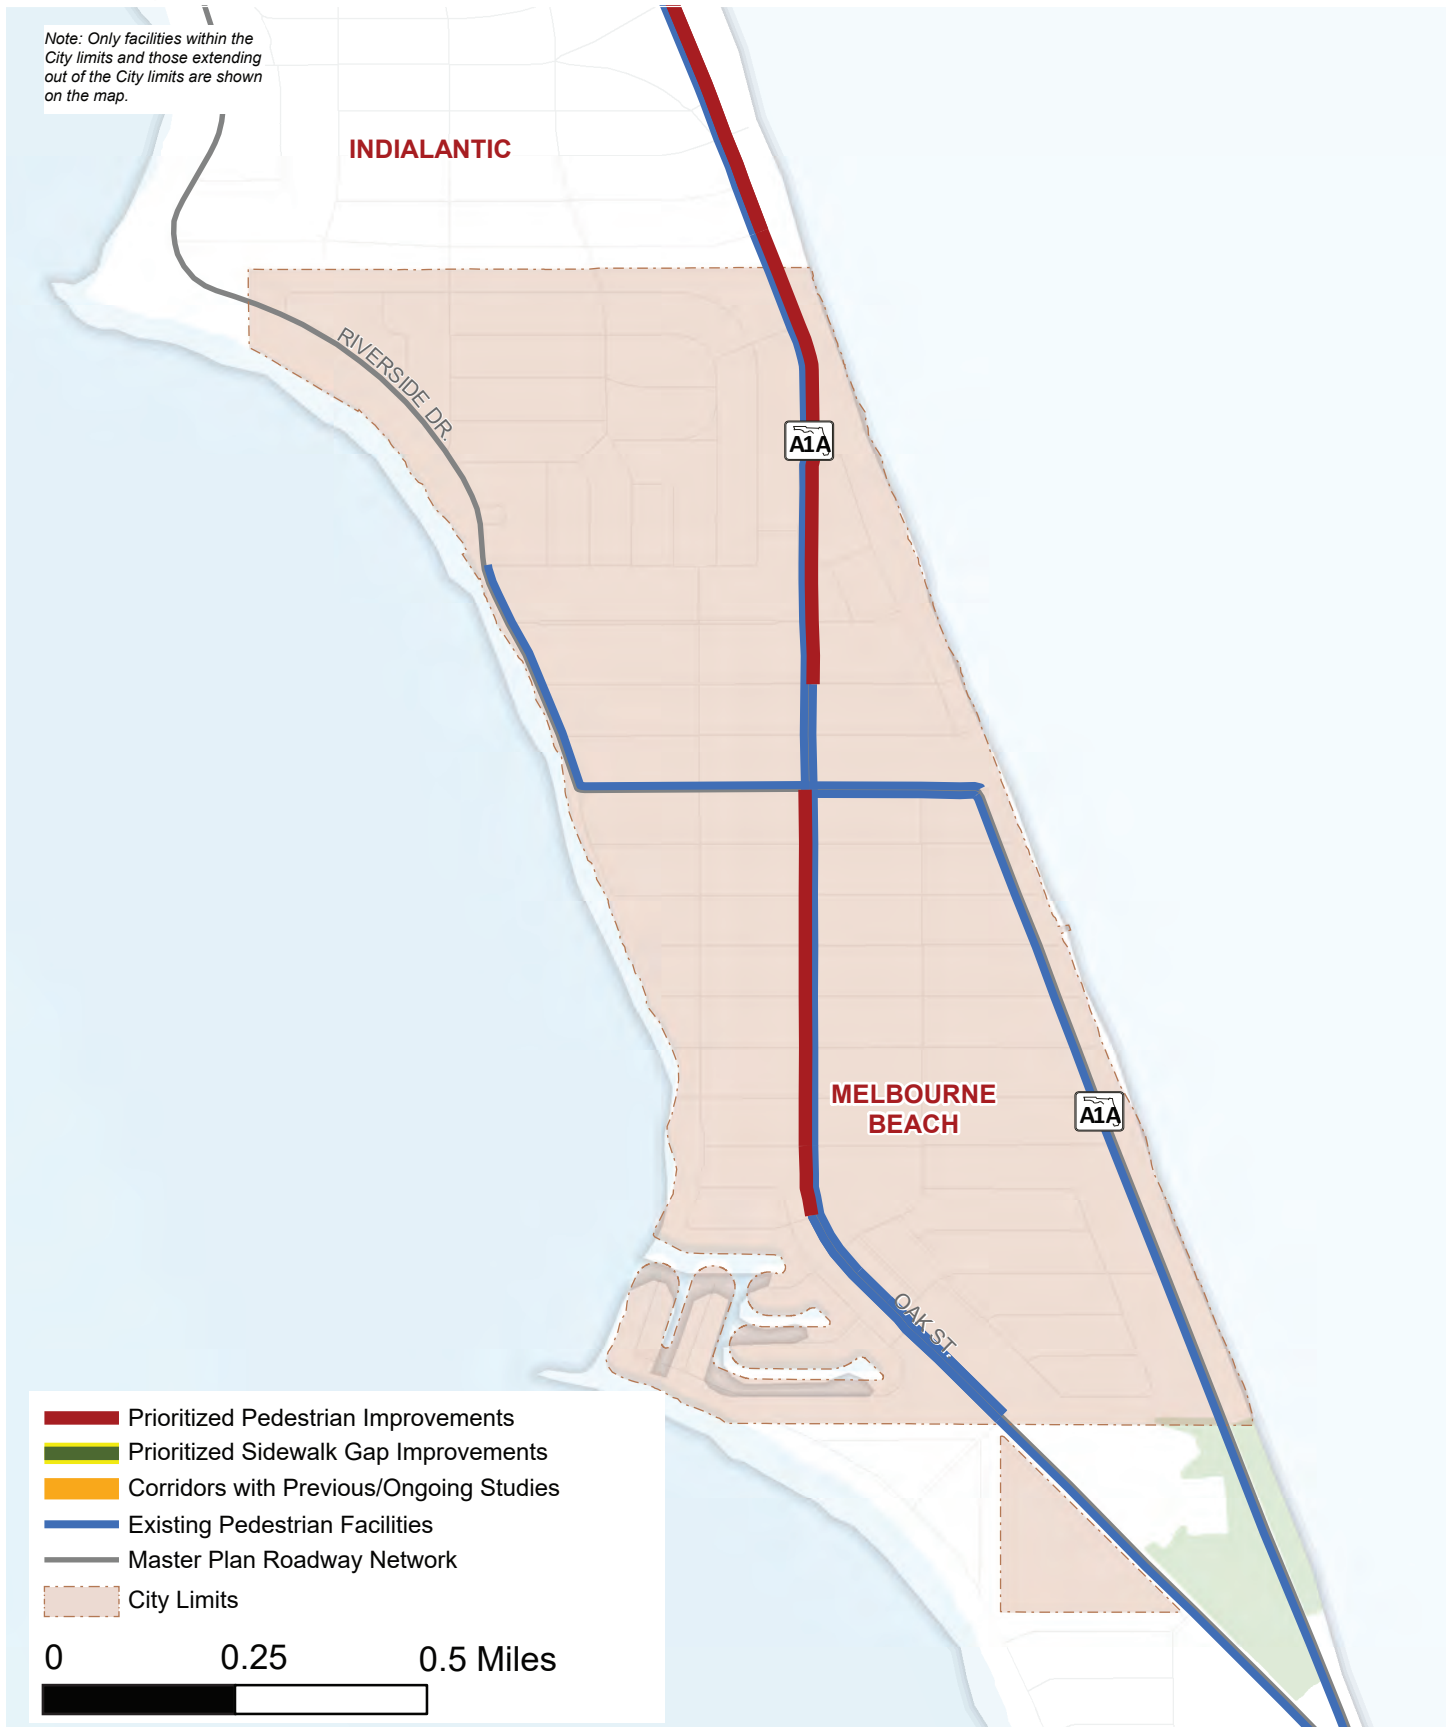 Note: Only facilities within the
City limits and those extending
out of the City limits are shown
on the map.
INDIALANTIC
RIVERSIDE DR.
A1A
MELBOURNE
BEACH
A1A
OAK ST.
Prioritized Pedestrian Improvements
Prioritized Sidewalk Gap Improvements
Corridors with Previous/Ongoing Studies
Existing Pedestrian Facilities
Master Plan Roadway Network
City Limits
0 0.25 0.5 Miles